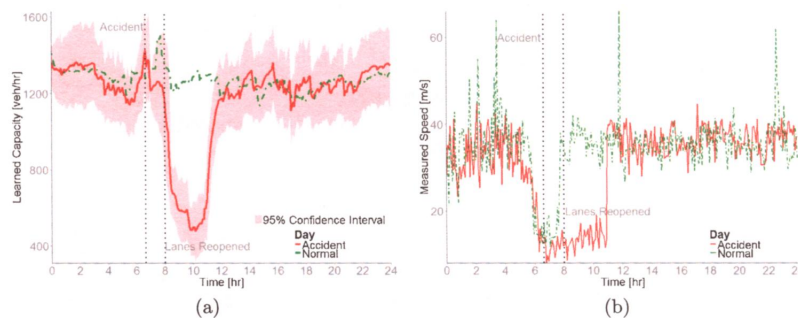 1600
1200
800
400
Learned Capacity [veh/hr]
Accident
Lanes Reopened
95% Confidence Interval
Day
Accident
Normal
0 2 4 6 8 10 12 14 16 18 20 22 24
Time [hr]
(a)
60
40
20
Measured Speed [m/s]
Accident
Lanes Reopened
Day
Accident
Normal
0 2 4 6 8 10 12 14 16 18 20 22 24
Time [hr]
(b)